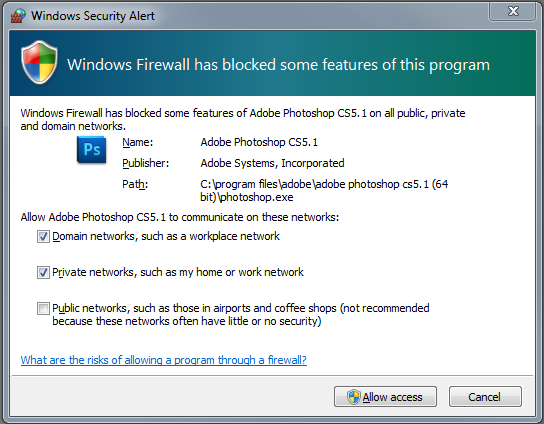 Windows Security Alert
Windows Firewall has blocked some features of this program
Windows Firewall has blocked some features of Adobe Photoshop CS5.1 on all public, private
and domain networks.
Ps
Name: Adobe Photoshop CS5.1
Publisher: Adobe Systems, Incorporated
Path: C:\program files\adobe\adobe photoshop cs5.1 (64
bit)\photoshop.exe
Allow Adobe Photoshop CS5.1 to communicate on these networks:
Domain networks, such as a workplace network
Private networks, such as my home or work network
Public networks, such as those in airports and coffee shops (not recommended
because these networks often have little or no security)
What are the risks of allowing a program through a firewall?
Allow access Cancel